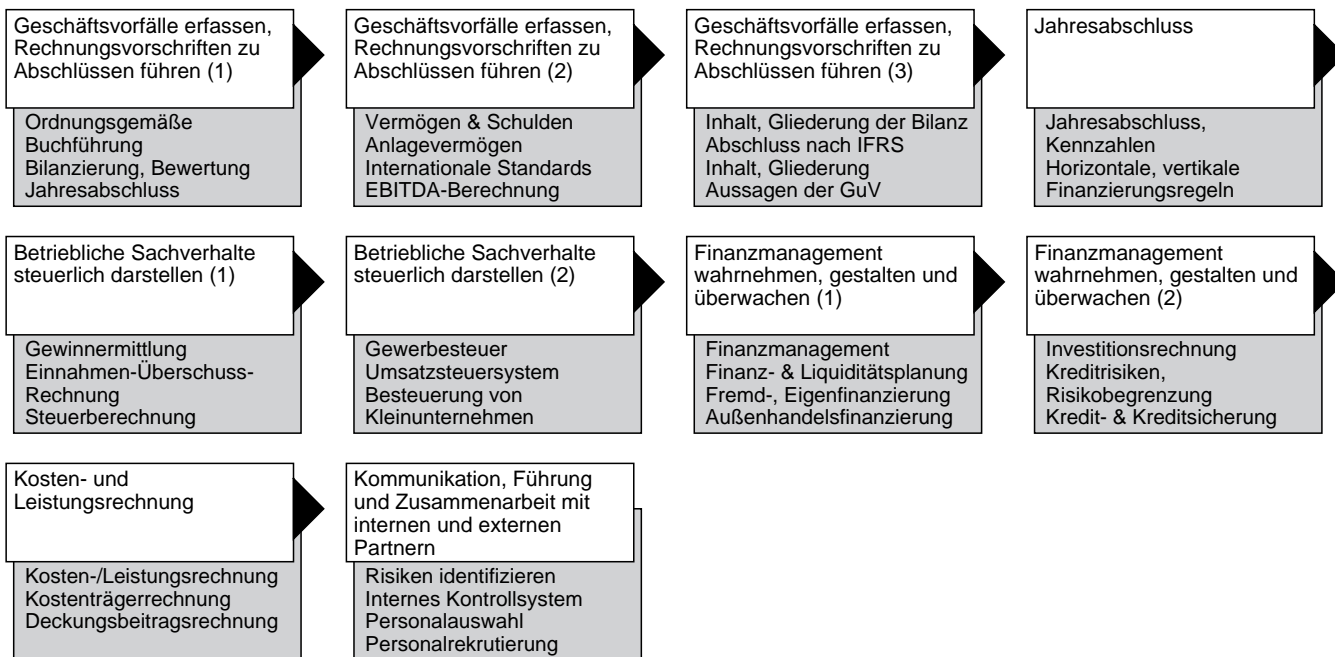 Geschäftsvorfälle erfassen,
Rechnungsvorschriften zu
Abschlüssen führen (1)
Ordnungsgemäße
Buchführung
Bilanzierung, Bewertung
Jahresabschluss
Geschäftsvorfälle erfassen,
Rechnungsvorschriften zu
Abschlüssen führen (2)
Vermögen & Schulden
Anlagevermögen
Internationale Standards
EBITDA-Berechnung
Geschäftsvorfälle erfassen,
Rechnungsvorschriften zu
Abschlüssen führen (3)
Inhalt, Gliederung der Bilanz
Abschluss nach IFRS
Inhalt, Gliederung
Aussagen der GuV
Jahresabschluss
Jahresabschluss,
Kennzahlen
Horizontale, vertikale
Finanzierungsregeln
Betriebliche Sachverhalte
steuerlich darstellen (1)
Gewinnermittlung
Einnahmen-Überschuss-
Rechnung
Steuerberechnung
Betriebliche Sachverhalte
steuerlich darstellen (2)
Gewerbesteuer
Umsatzsteuersystem
Besteuerung von
Kleinunternehmen
Finanzmanagement
wahrnehmen, gestalten und
überwachen (1)
Finanzmanagement
Finanz- & Liquiditätsplanung
Fremd-, Eigenfinanzierung
Außenhandelsfinanzierung
Finanzmanagement
wahrnehmen, gestalten und
überwachen (2)
Investitionsrechnung
Kreditrisiken,
Risikobegrenzung
Kredit- & Kreditsicherung
Kosten- und
Leistungsrechnung
Kosten-/Leistungsrechnung
Kostenträgerrechnung
Deckungsbeitragsrechnung
Kommunikation, Führung
und Zusammenarbeit mit
internen und externen
Partnern
Risiken identifizieren
Internes Kontrollsystem
Personalauswahl
Personalrekrutierung